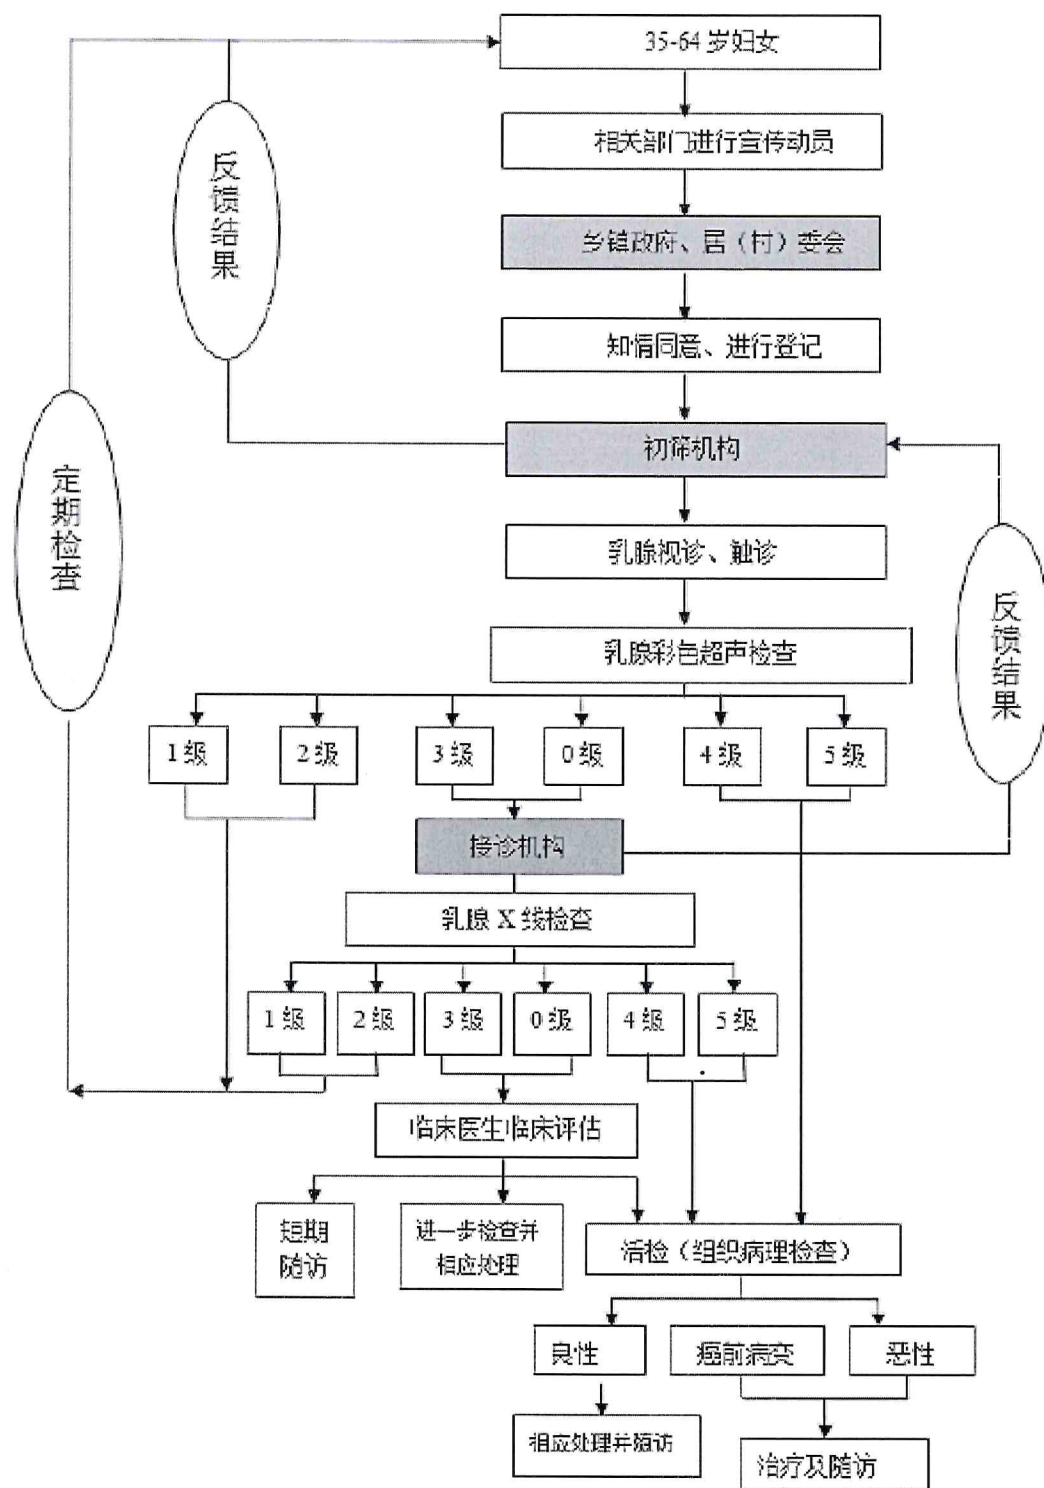 35-64 岁妇女
相关部门进行宣传动员
反馈结果
乡镇政府、居（村）委会
知情同意、进行登记
初筛机构
定期检查
乳腺视诊、触诊
反馈结果
乳腺彩色超声检查
1 级
2 级
3 级
0 级
4 级
5 级
接诊机构
乳腺 X 线检查
1 级
2 级
3 级
0 级
4 级
5 级
临床医生临床评估
短期
随访
进一步检查并
相应处理
活检（组织病理检查）
良性
癌前病变
恶性
相应处理并随访
治疗及随访